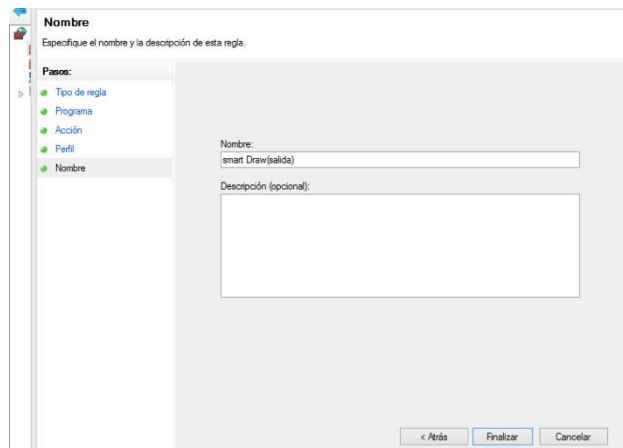 Nombre
Especifique el nombre y la descripción de esta regla.
Pasos:
Tipo de regla
Programa
Acción
Perfil
Nombre
Nombre:
smart Draw(salida)
Descripción (opcional):
< Atrás
Finalizar
Cancelar